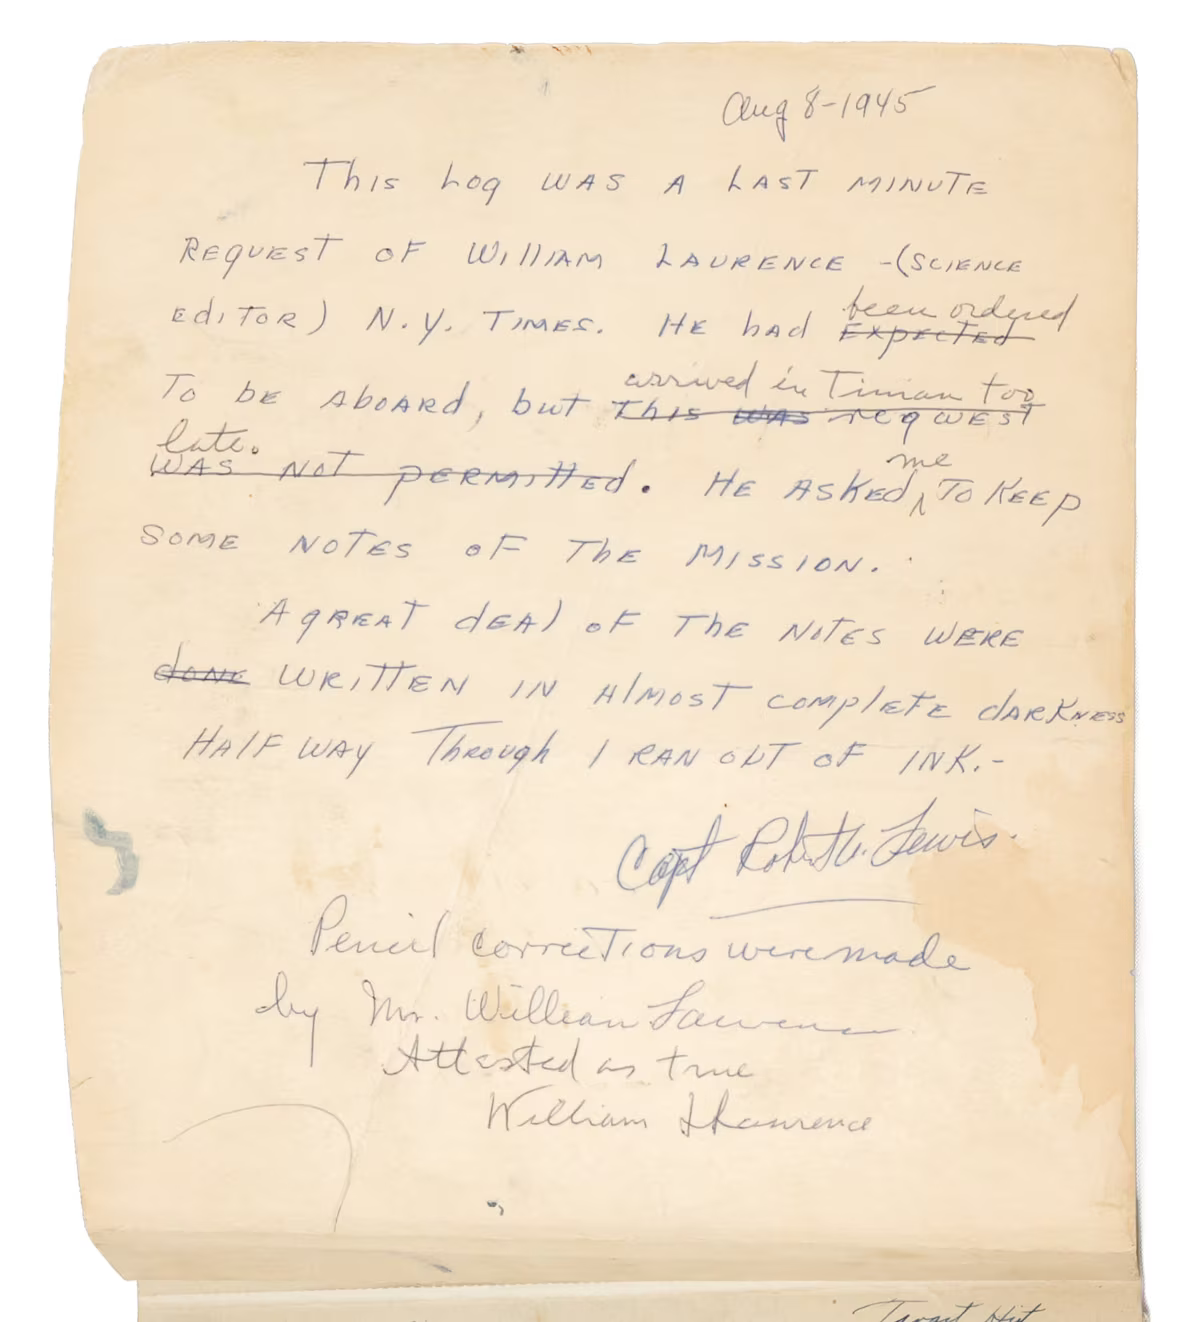 Aug 8-1945
THIS LOG WAS A LAST MINUTE
REQUEST OF WILLIAM LAURENCE -(SCIENCE
EDITOR) N.Y. TIMES. HE HAD EXPECTED
been ordered
TO BE ABOARD, BUT THIS WAS REQUEST
arrived in Tinian too
late.
WAS NOT PERMITTED. HE ASKED me TO KEEP
SOME NOTES OF THE MISSION.
A GREAT DEAL OF THE NOTES WERE
DONE WRITTEN IN ALMOST COMPLETE DARKNESS
HALF WAY THROUGH I RAN OUT OF INK.-
Capt Robert A. Lewis.
Pencil corrections were made
by Mr. William Lawrence
Attested as true
William L Laurence
Target Hit